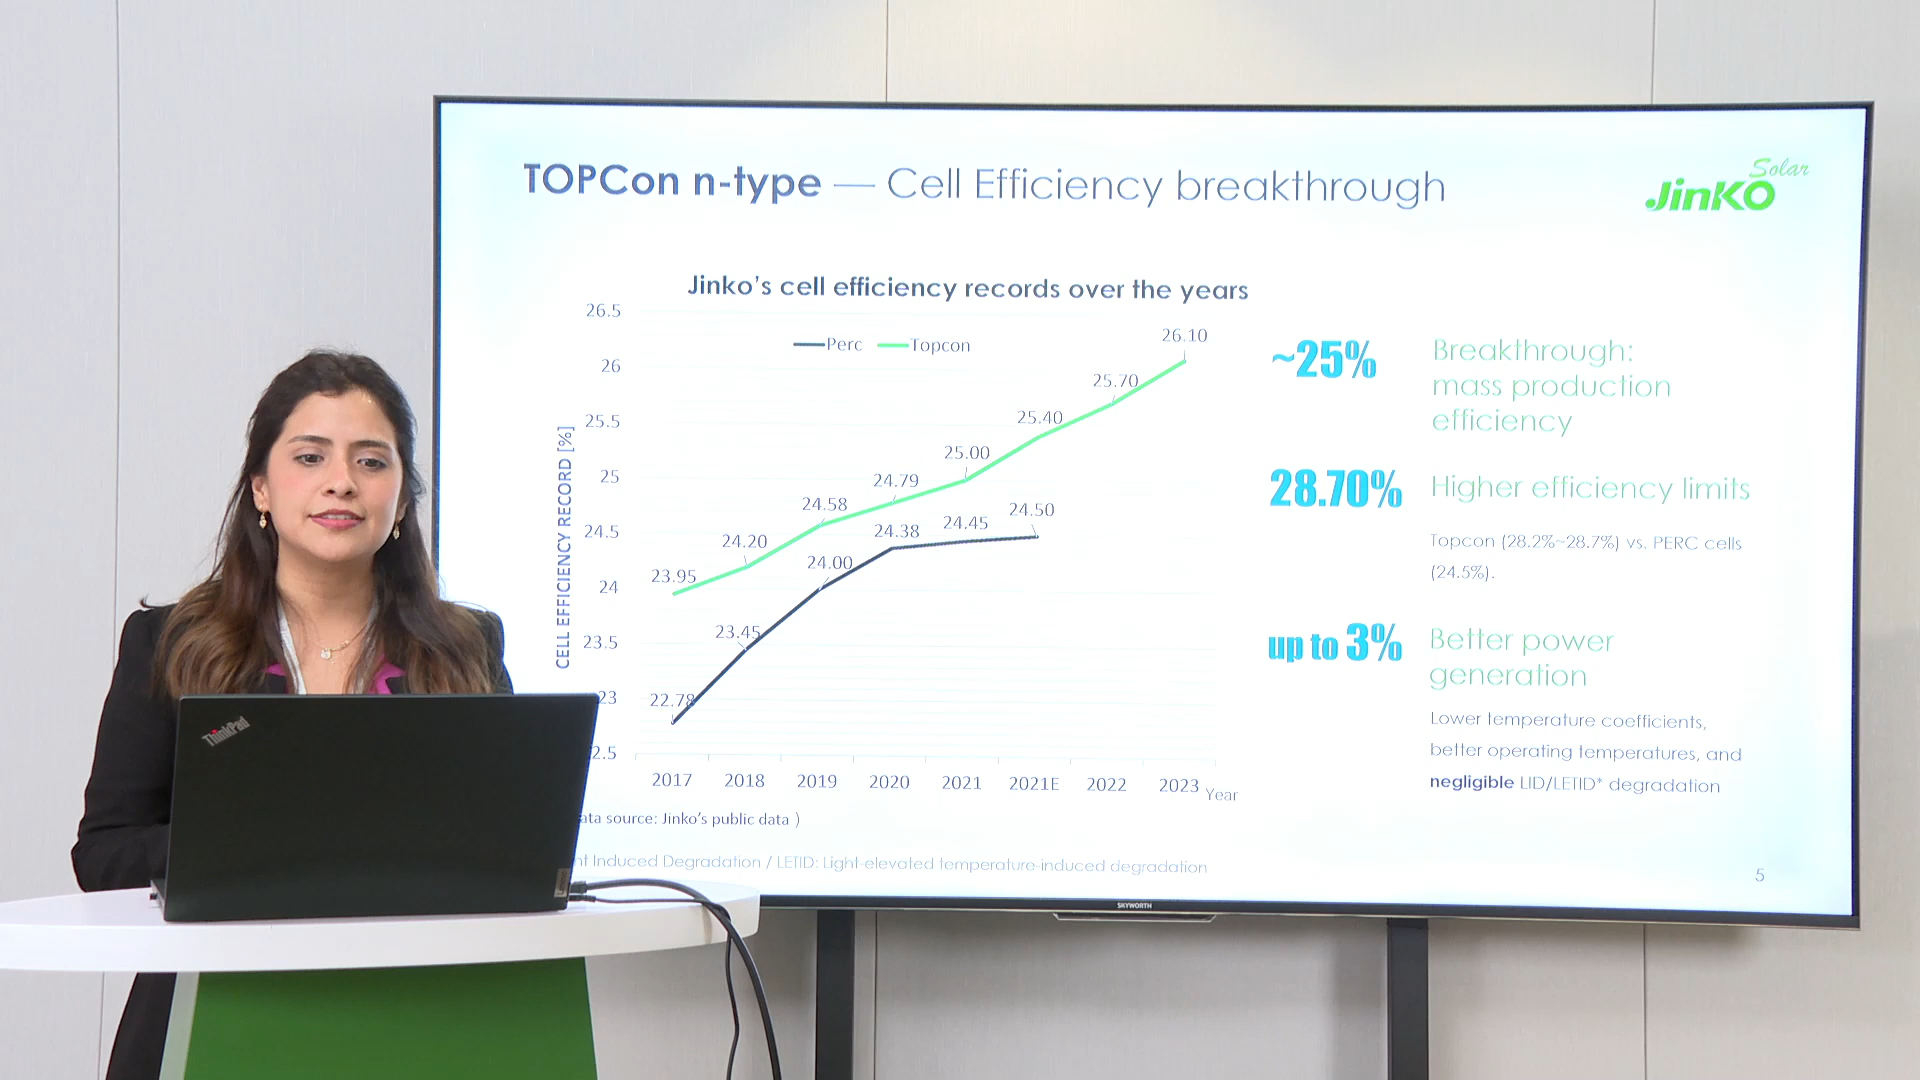 TOPCon n-type — Cell Efficiency breakthrough
Solar
JinKO
Jinko's cell efficiency records over the years
Perc Topcon
CELL EFFICIENCY RECORD [%]
26.5
26
25.5
25
24.5
24
23.5
23
2.5
23.95
24.20
24.58
24.79
25.00
25.40
25.70
26.10
22.78
23.45
24.00
24.38
24.45
24.50
2017 2018 2019 2020 2021 2021E 2022 2023 Year
ata source: Jinko's public data )
~25%
Breakthrough:
mass production
efficiency
28.70%
Higher efficiency limits
Topcon (28.2%~28.7%) vs. PERC cells
(24.5%).
up to 3%
Better power
generation
Lower temperature coefficients,
better operating temperatures, and
negligible LID/LETID* degradation
nt Induced Degradation / LETID: Light-elevated temperature-induced degradation
5
SKYWORTH
ThinkPad
Lenovo